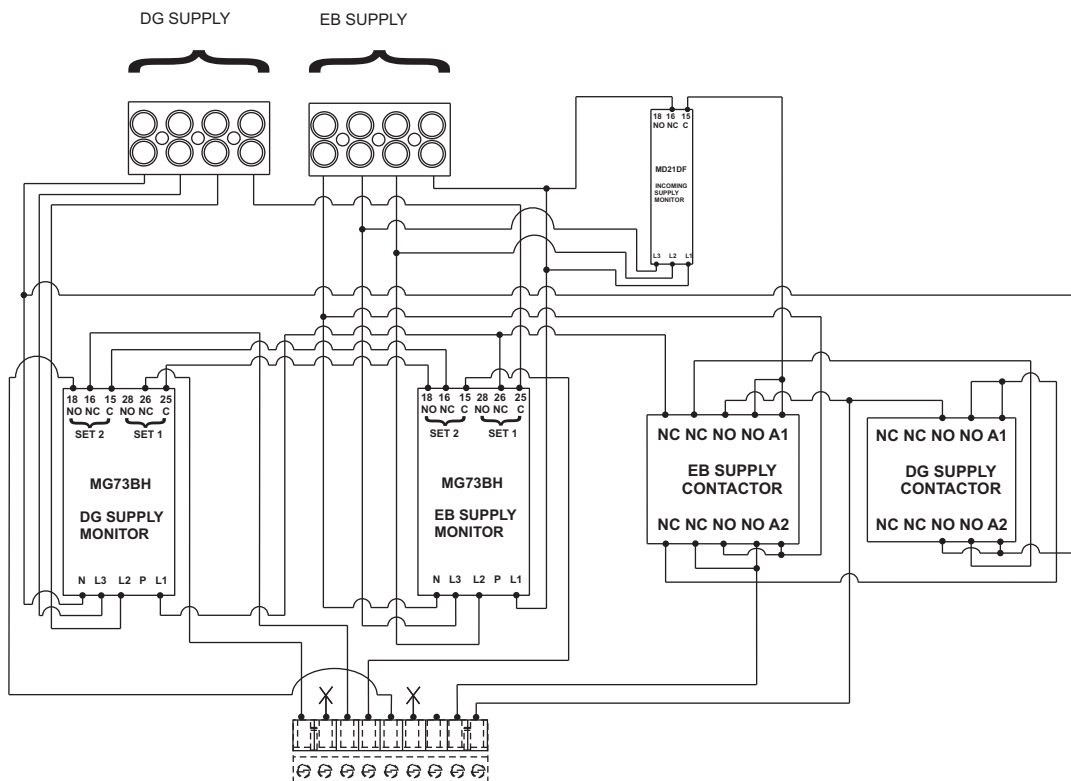 DG SUPPLY
EB SUPPLY
18 16 15
NO NC C
MD21DF
INCOMING
SUPPLY
MONITOR
L3 L2 L1
18 16 15 28 26 25
NO NC C NO NC C
SET 2 SET 1
MG73BH
DG SUPPLY
MONITOR
N L3 L2 P L1
18 16 15 28 26 25
NO NC C NO NC C
SET 2 SET 1
MG73BH
EB SUPPLY
MONITOR
N L3 L2 P L1
NC NC NO NO A1
EB SUPPLY
CONTACTOR
NC NC NO NO A2
NC NC NO NO A1
DG SUPPLY
CONTACTOR
NC NC NO NO A2